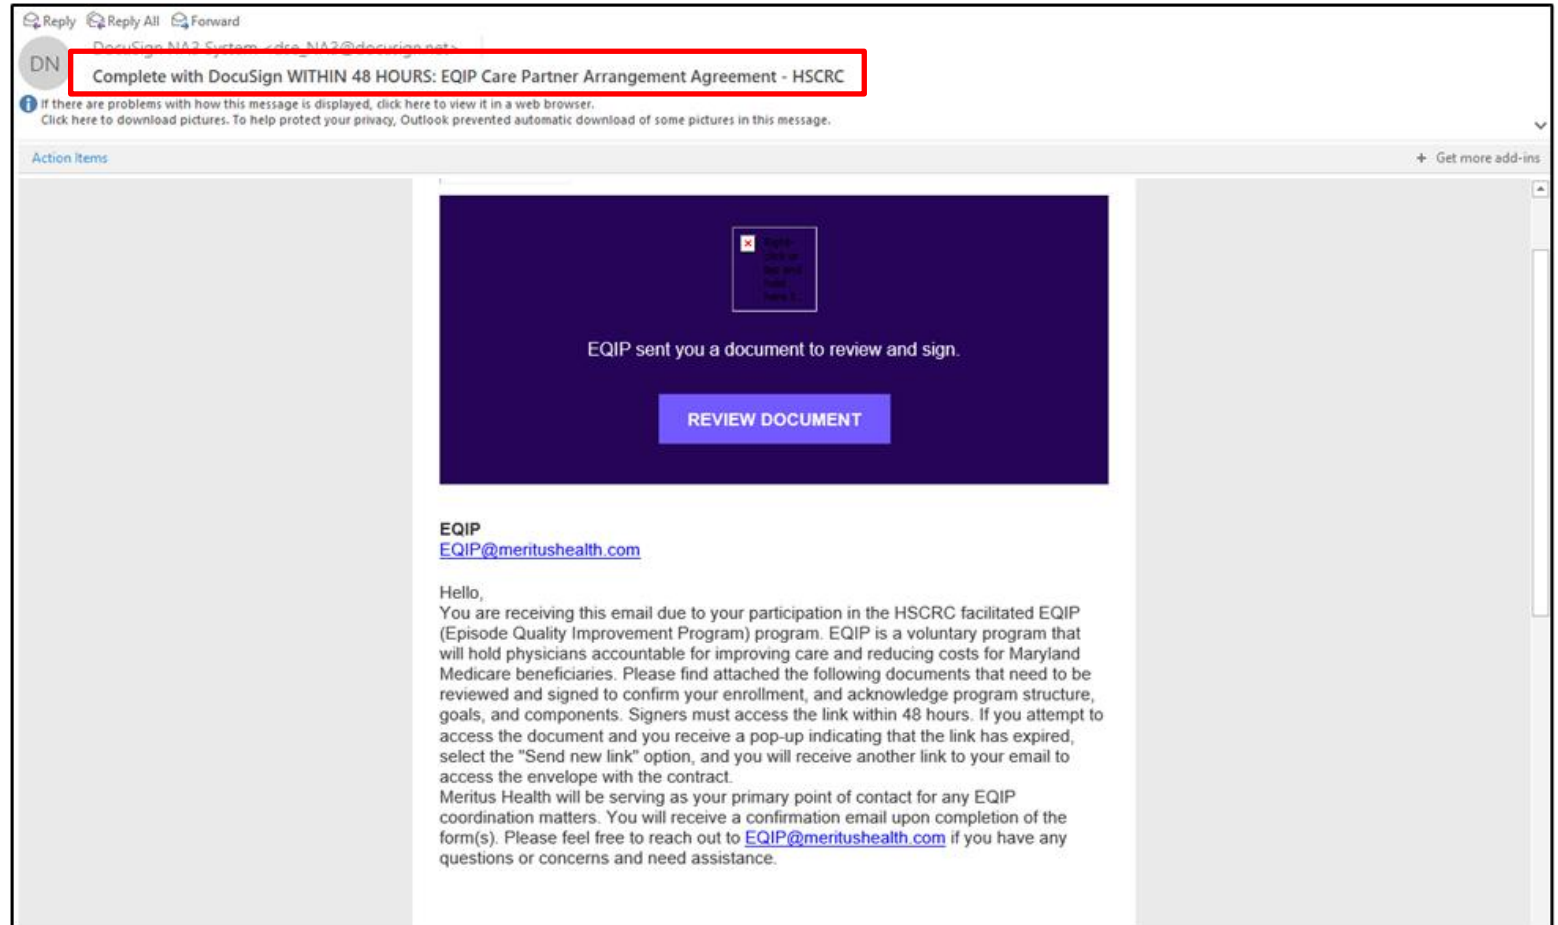 Reply Reply All Forward
DN
DocuSign NA3 System <dse_NA3@docusign.net>
Complete with DocuSign WITHIN 48 HOURS: EQIP Care Partner Arrangement Agreement - HSCRC
If there are problems with how this message is displayed, click here to view it in a web browser.
Click here to download pictures. To help protect your privacy, Outlook prevented automatic download of some pictures in this message.
Action Items
+ Get more add-ins
EQIP sent you a document to review and sign.
REVIEW DOCUMENT
EQIP
EQIP@meritushealth.com
Hello,
You are receiving this email due to your participation in the HSCRC facilitated EQIP
(Episode Quality Improvement Program) program. EQIP is a voluntary program that
will hold physicians accountable for improving care and reducing costs for Maryland
Medicare beneficiaries. Please find attached the following documents that need to be
reviewed and signed to confirm your enrollment, and acknowledge program structure,
goals, and components. Signers must access the link within 48 hours. If you attempt to
access the document and you receive a pop-up indicating that the link has expired,
select the "Send new link" option, and you will receive another link to your email to
access the envelope with the contract.
Meritus Health will be serving as your primary point of contact for any EQIP
coordination matters. You will receive a confirmation email upon completion of the
form(s). Please feel free to reach out to EQIP@meritushealth.com if you have any
questions or concerns and need assistance.